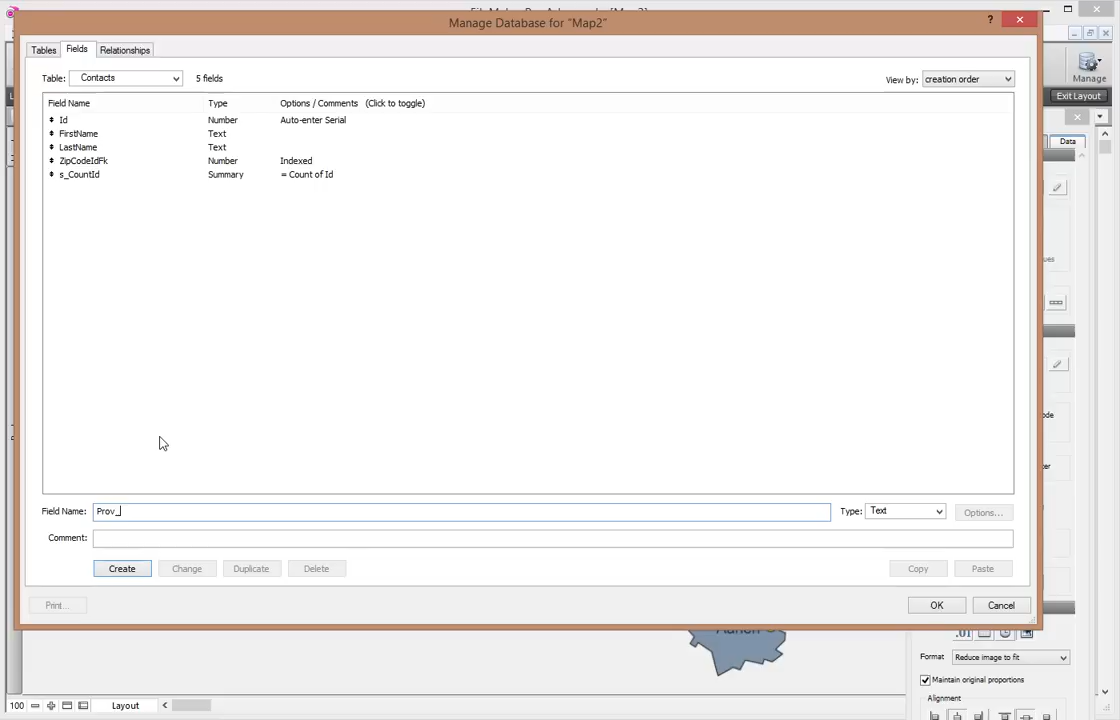 Manage Database for "Map2"
?
Tables Fields Relationships
Table: Contacts 5 fields View by: creation order
Manage
Exit Layout
Field Name Type Options / Comments (Click to toggle)
Data
Id Number Auto-enter Serial
FirstName Text
LastName Text
ZipCodeIdFk Number Indexed
s_CountId Summary = Count of Id
Field Name: Prov_ Type: Text Options...
Comment:
Create Change Duplicate Delete Copy Paste
Print... OK Cancel
Format Reduce image to fit
Maintain original proportions
Alignment
100 Layout